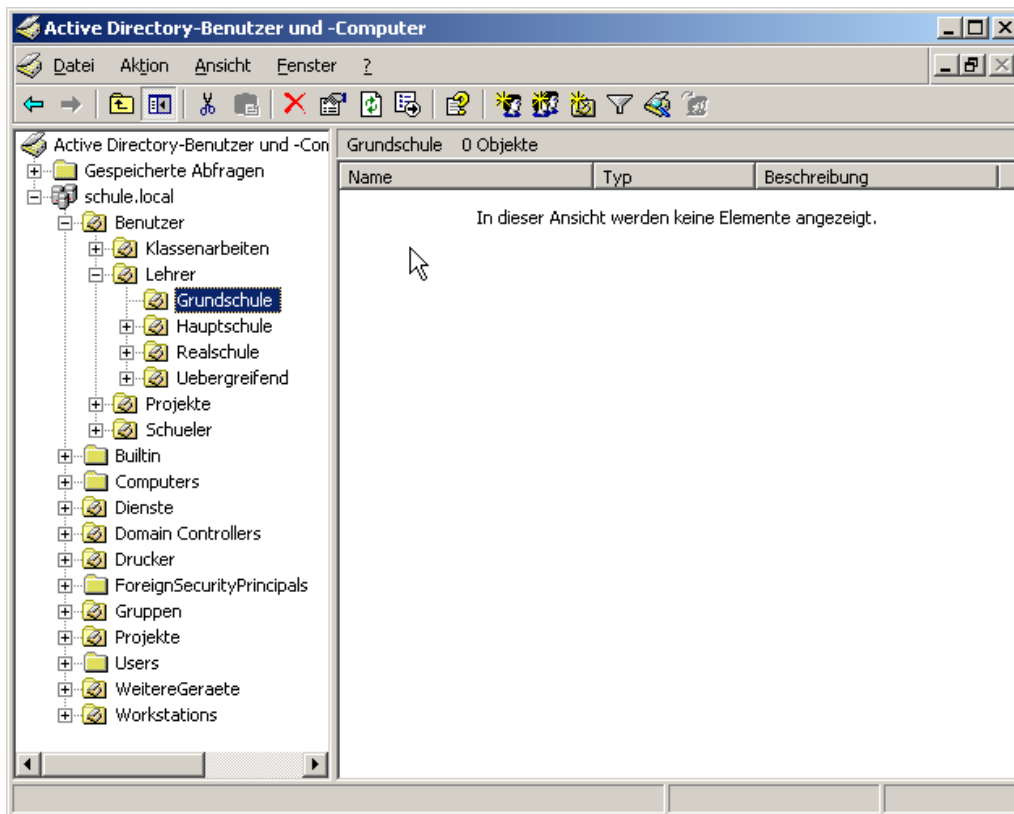 Active Directory-Benutzer und -Computer
Datei Aktion Ansicht Fenster ?
Active Directory-Benutzer und -Con
Gespeicherte Abfragen
schule.local
Benutzer
Klassenarbeiten
Lehrer
Grundschule
Hauptschule
Realschule
Uebergreifend
Projekte
Schueler
Builtin
Computers
Dienste
Domain Controllers
Drucker
ForeignSecurityPrincipals
Gruppen
Projekte
Users
WeitereGeraete
Workstations
Grundschule 0 Objekte
Name Typ Beschreibung
In dieser Ansicht werden keine Elemente angezeigt.